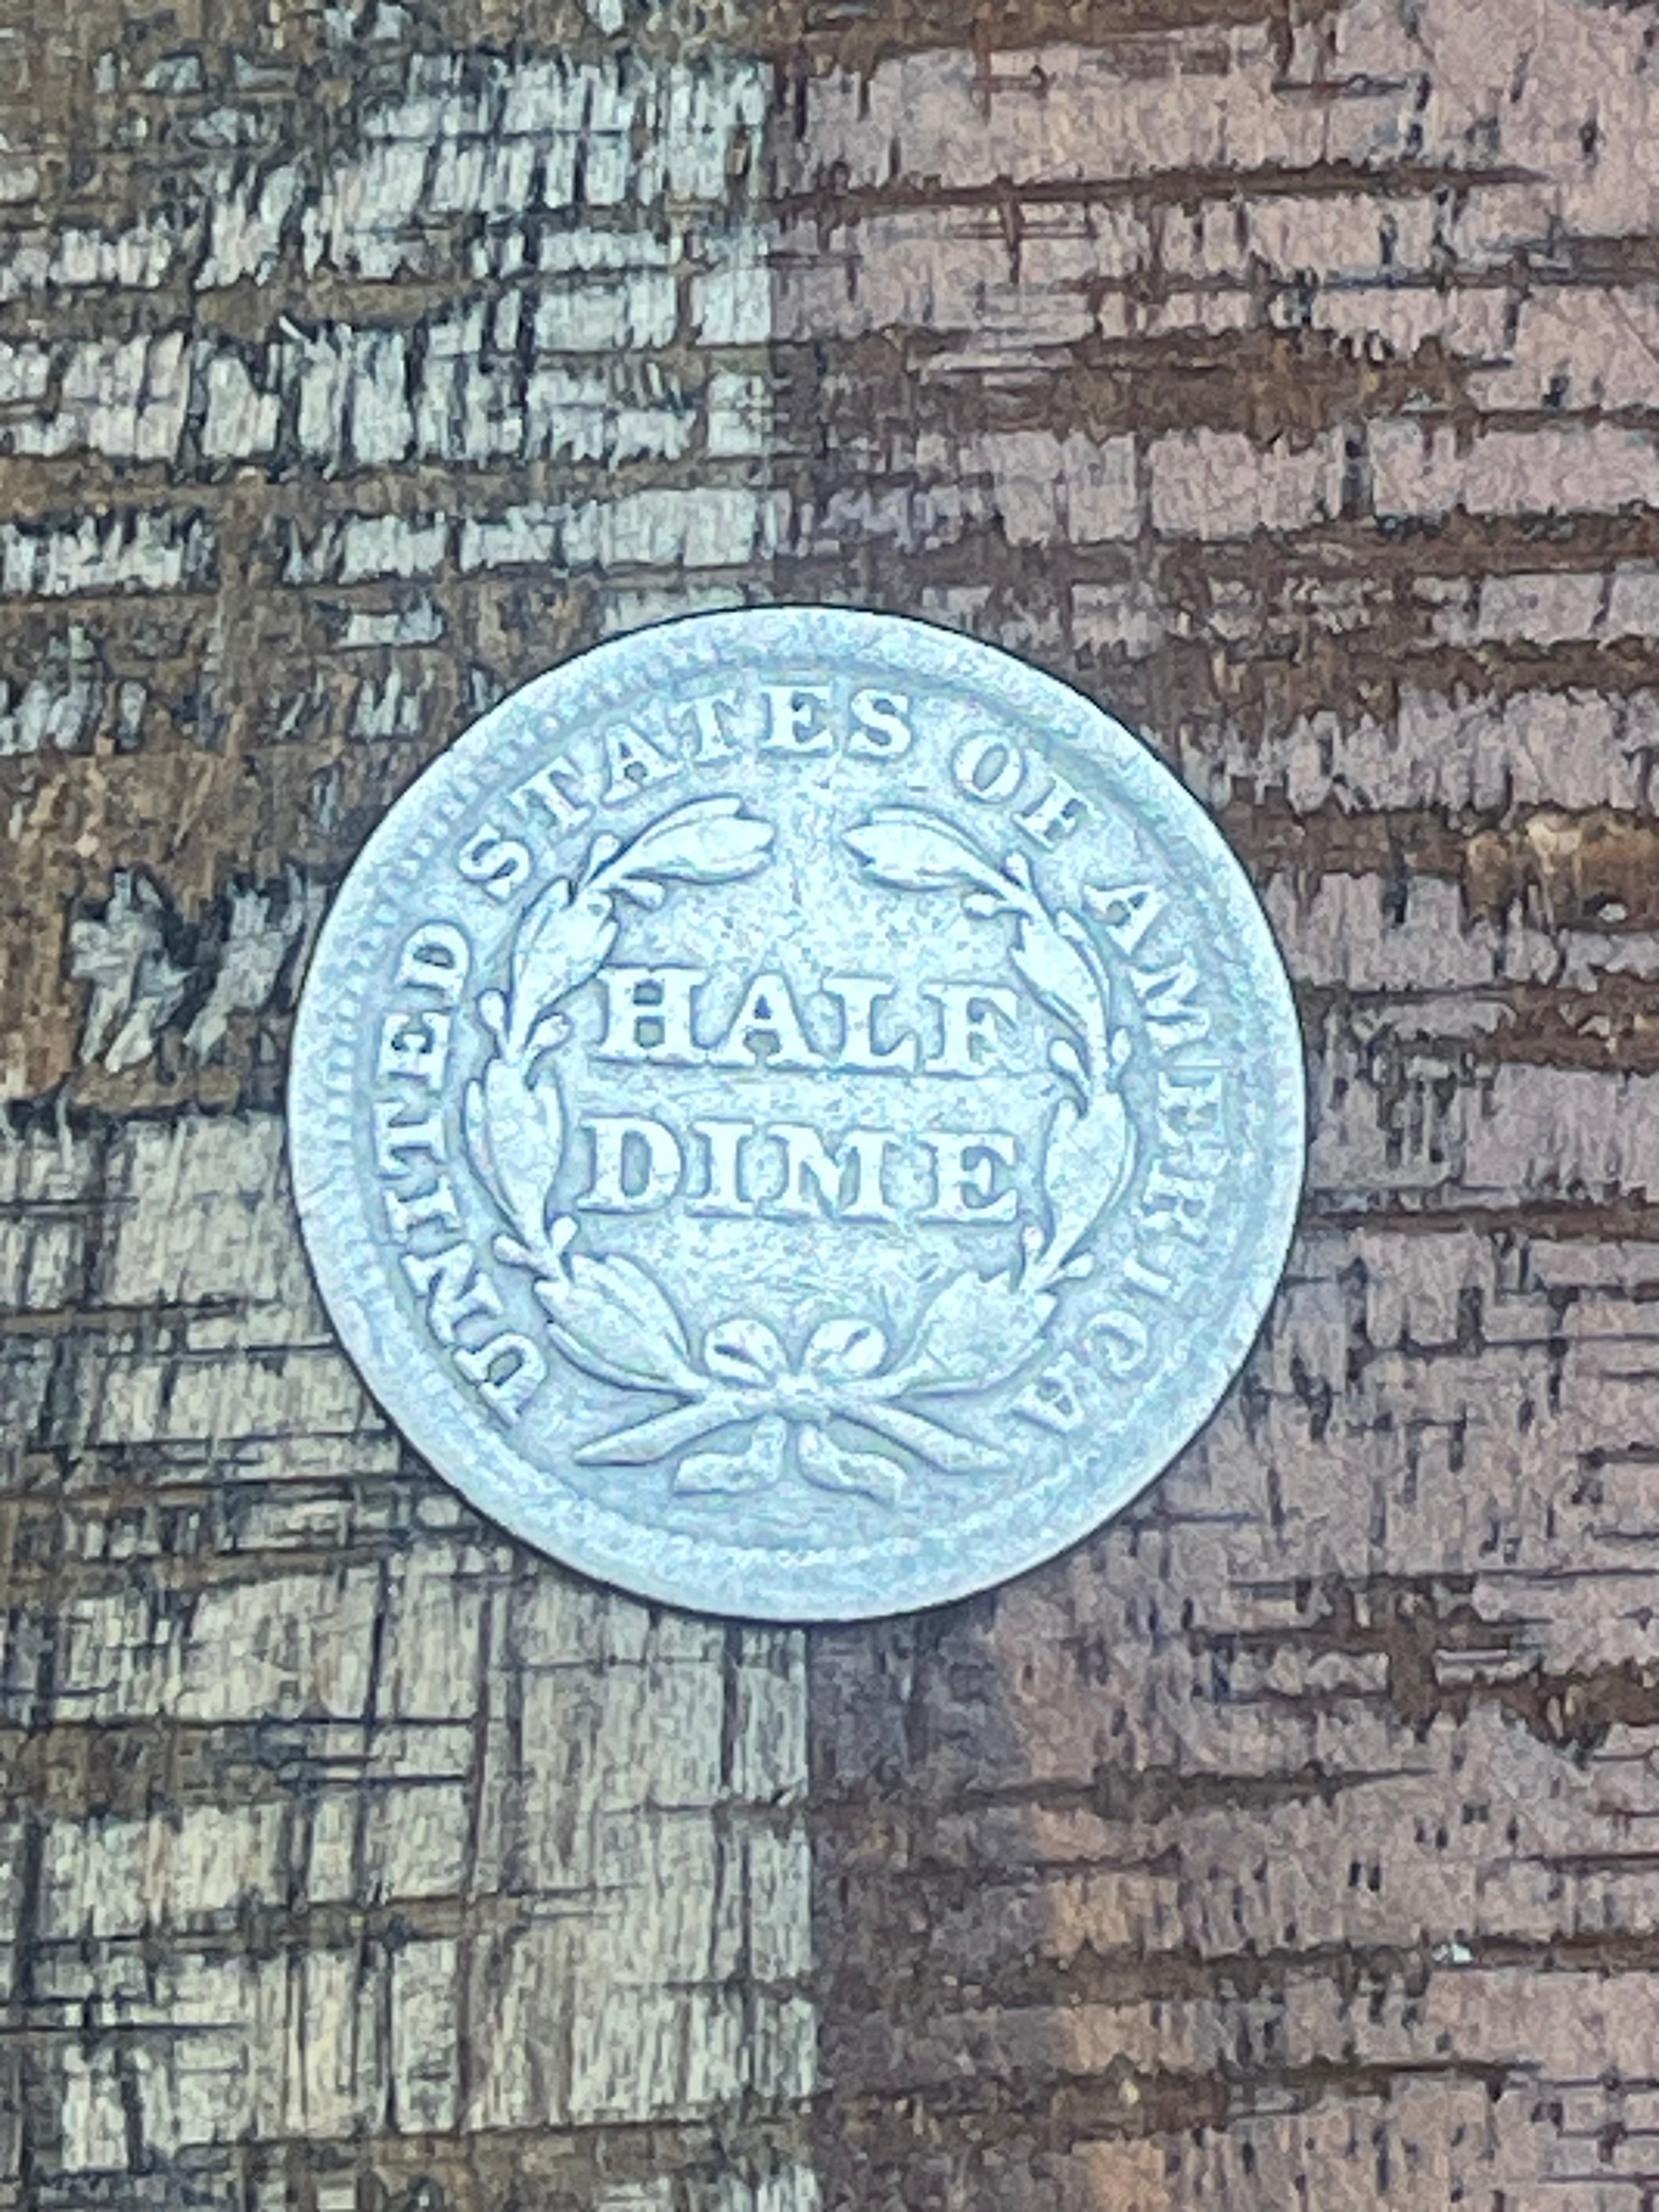 UNITED STATES OF AMERICA
HALF
DIME